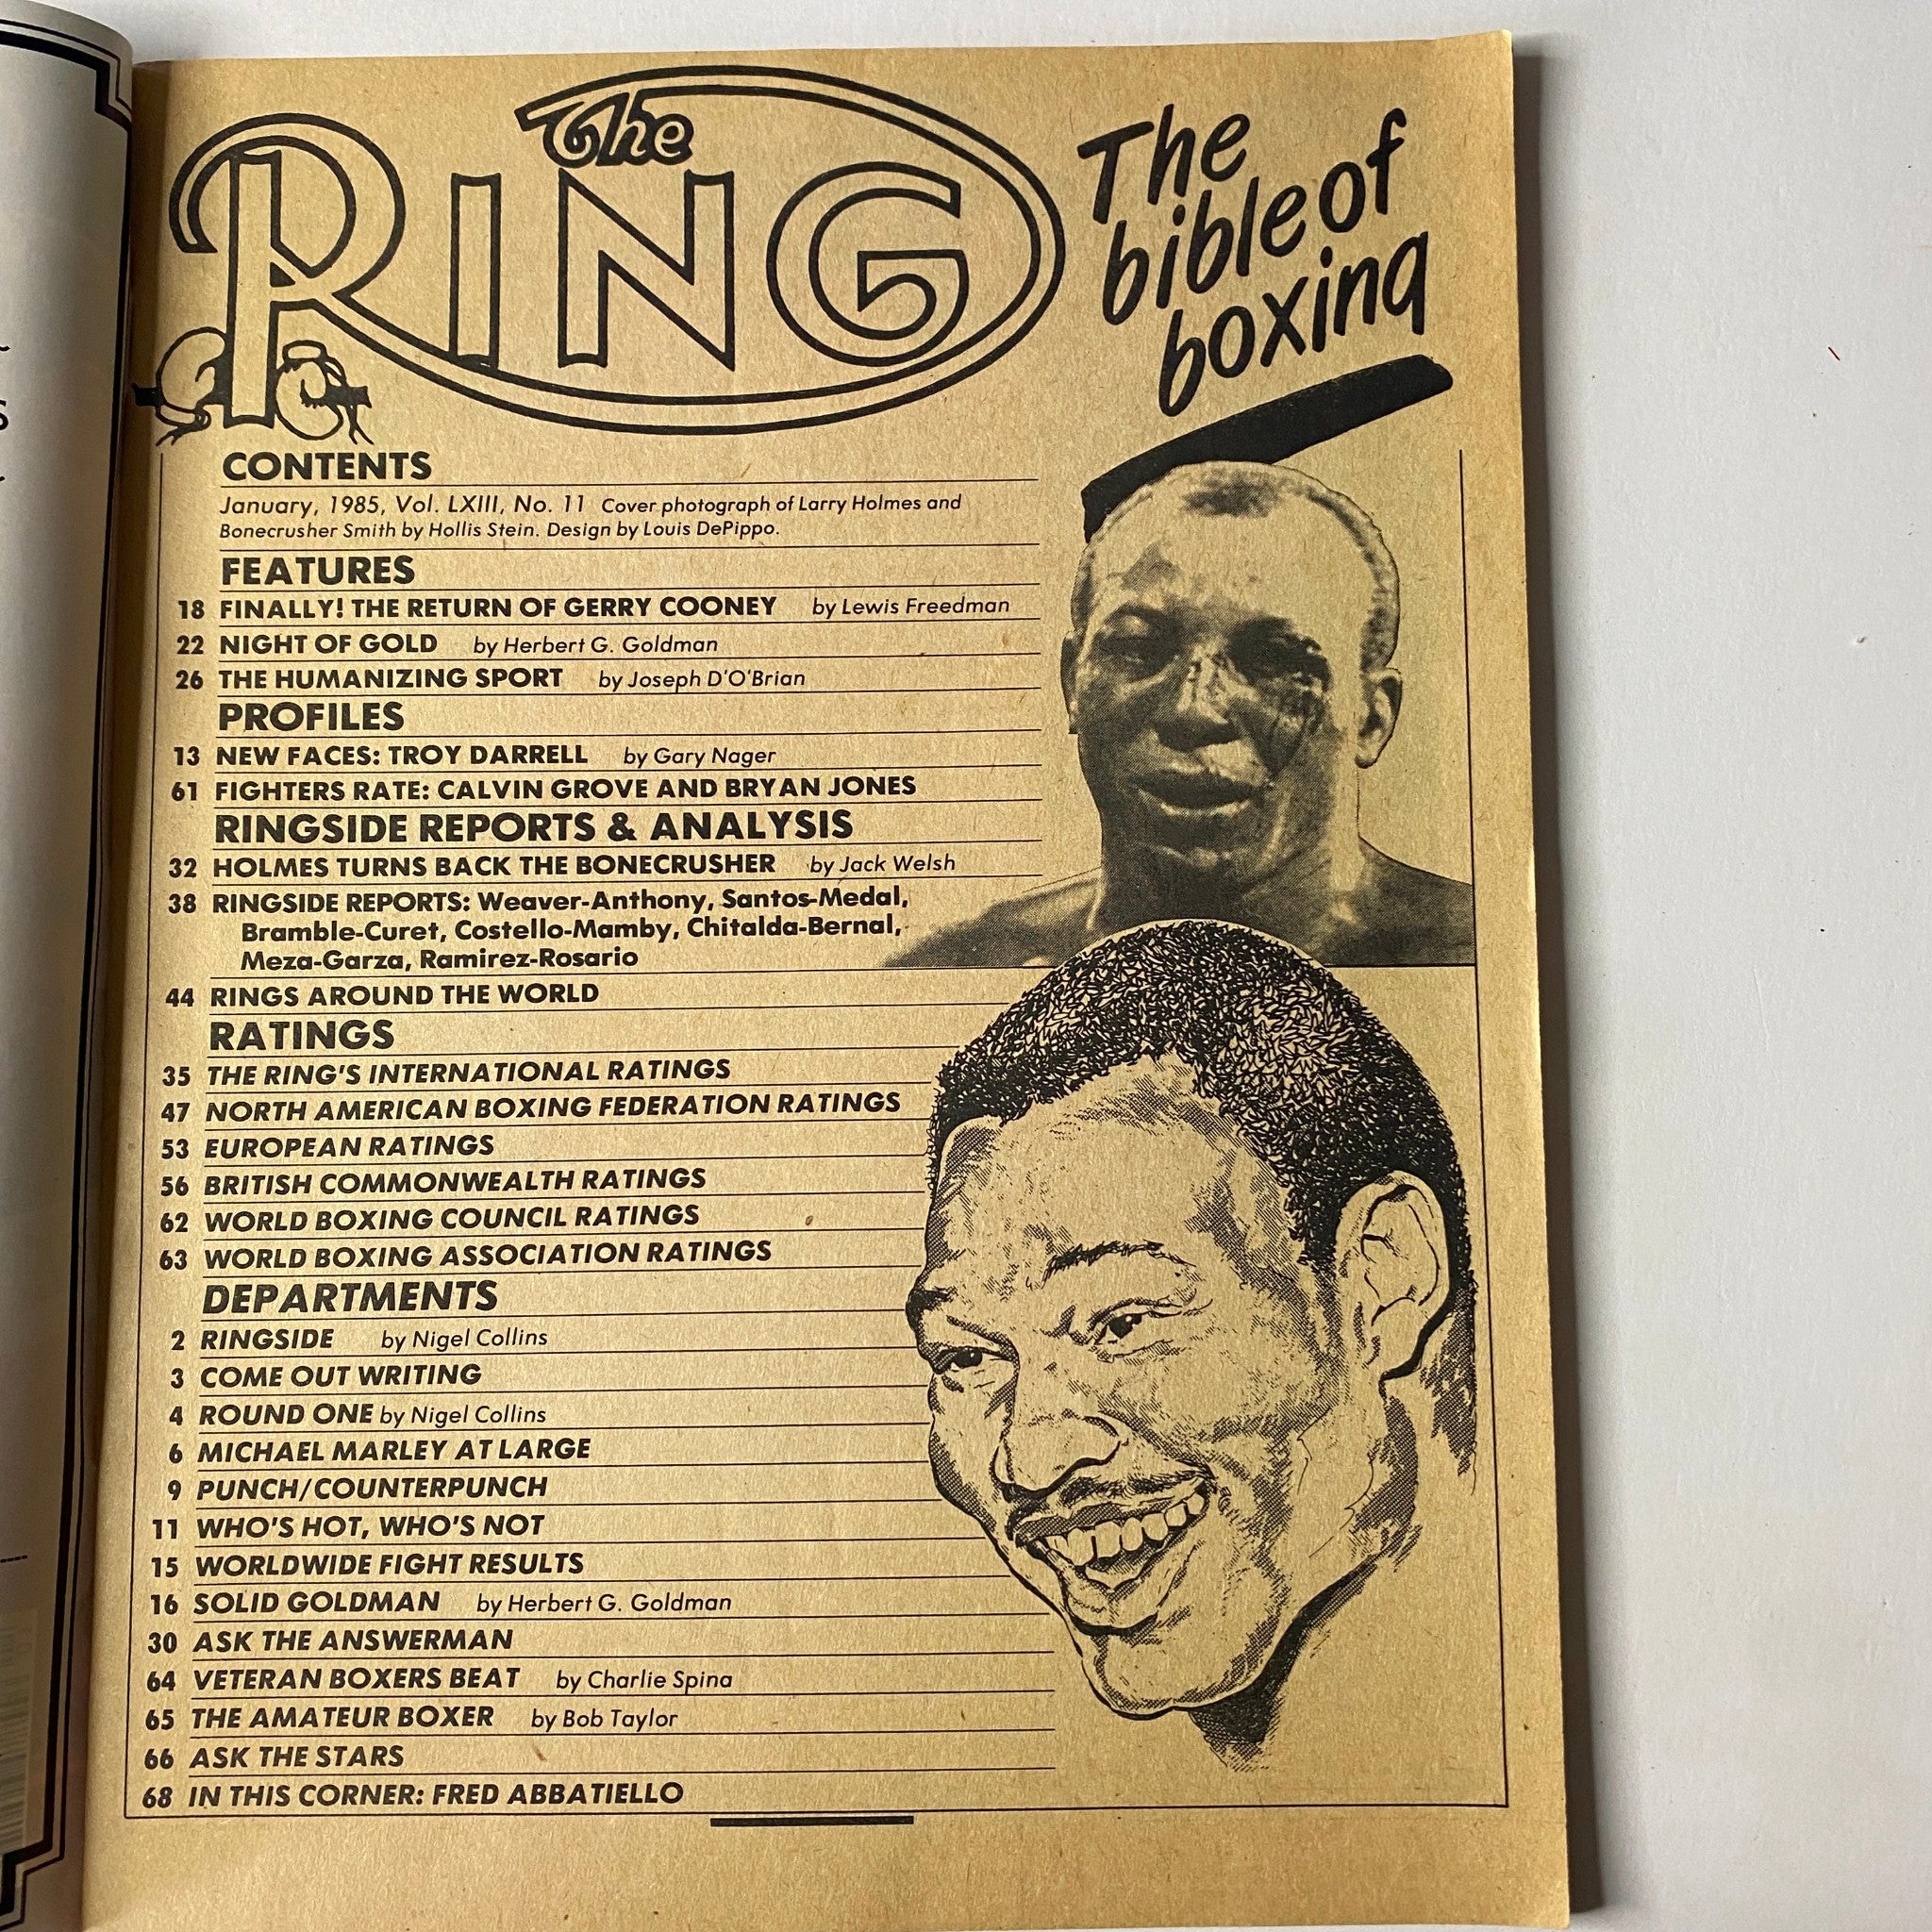 The
RING
The
bible of
boxing
CONTENTS
January, 1985, Vol. LXIII, No. 11 Cover photograph of Larry Holmes and
Bonecrusher Smith by Hollis Stein. Design by Louis DePippo.
FEATURES
18 FINALLY! THE RETURN OF GERRY COONEY by Lewis Freedman
22 NIGHT OF GOLD by Herbert G. Goldman
26 THE HUMANIZING SPORT by Joseph D'O'Brian
PROFILES
13 NEW FACES: TROY DARRELL by Gary Nager
61 FIGHTERS RATE: CALVIN GROVE AND BRYAN JONES
RINGSIDE REPORTS & ANALYSIS
32 HOLMES TURNS BACK THE BONECRUSHER by Jack Welsh
38 RINGSIDE REPORTS: Weaver-Anthony, Santos-Medal,
Bramble-Curet, Costello-Mamby, Chitalda-Bernal,
Meza-Garza, Ramirez-Rosario
44 RINGS AROUND THE WORLD
RATINGS
35 THE RING'S INTERNATIONAL RATINGS
47 NORTH AMERICAN BOXING FEDERATION RATINGS
53 EUROPEAN RATINGS
56 BRITISH COMMONWEALTH RATINGS
62 WORLD BOXING COUNCIL RATINGS
63 WORLD BOXING ASSOCIATION RATINGS
DEPARTMENTS
2 RINGSIDE by Nigel Collins
3 COME OUT WRITING
4 ROUND ONE by Nigel Collins
6 MICHAEL MARLEY AT LARGE
9 PUNCH/COUNTERPUNCH
11 WHO'S HOT, WHO'S NOT
15 WORLDWIDE FIGHT RESULTS
16 SOLID GOLDMAN by Herbert G. Goldman
30 ASK THE ANSWERMAN
64 VETERAN BOXERS BEAT by Charlie Spina
65 THE AMATEUR BOXER by Bob Taylor
66 ASK THE STARS
68 IN THIS CORNER: FRED ABBATIELLO